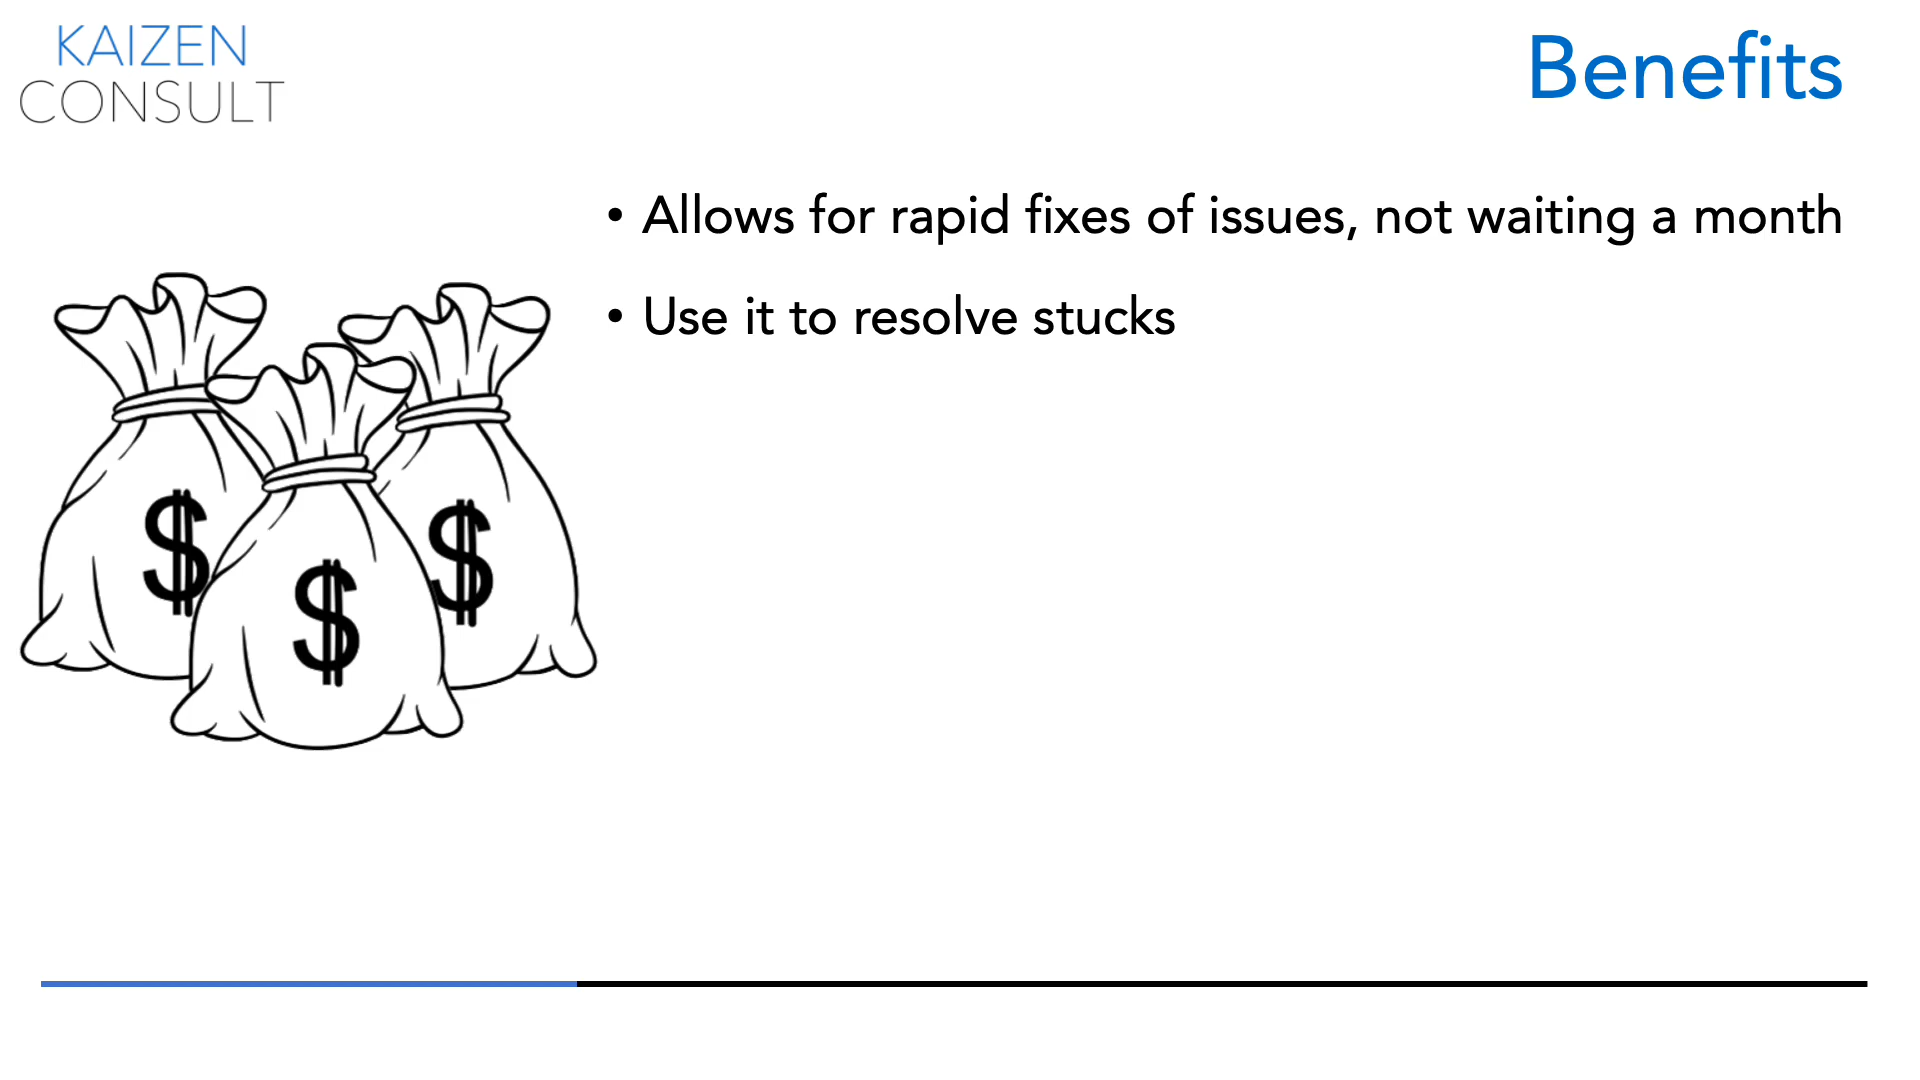 KAIZEN
CONSULT
Benefits
• Allows for rapid fixes of issues, not waiting a month
• Use it to resolve stucks
$
$
$